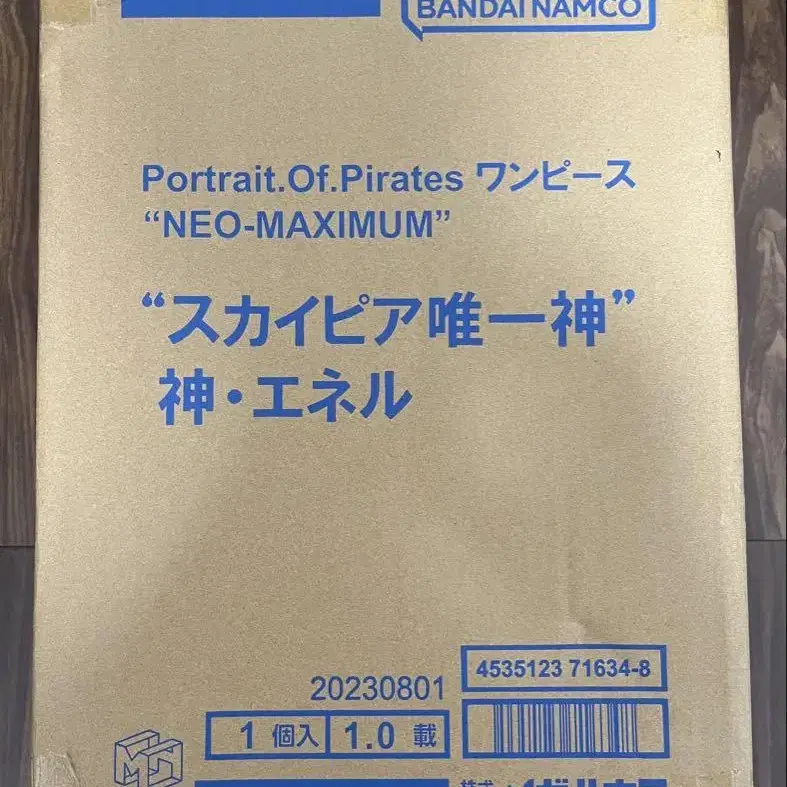 BANDAI NAMCO
Portrait.Of.Pirates ワンピース
“NEO-MAXIMUM”
“スカイピア唯一神”
神・エネル
4535123 71634-8
20230801
1 個入 1.0 載